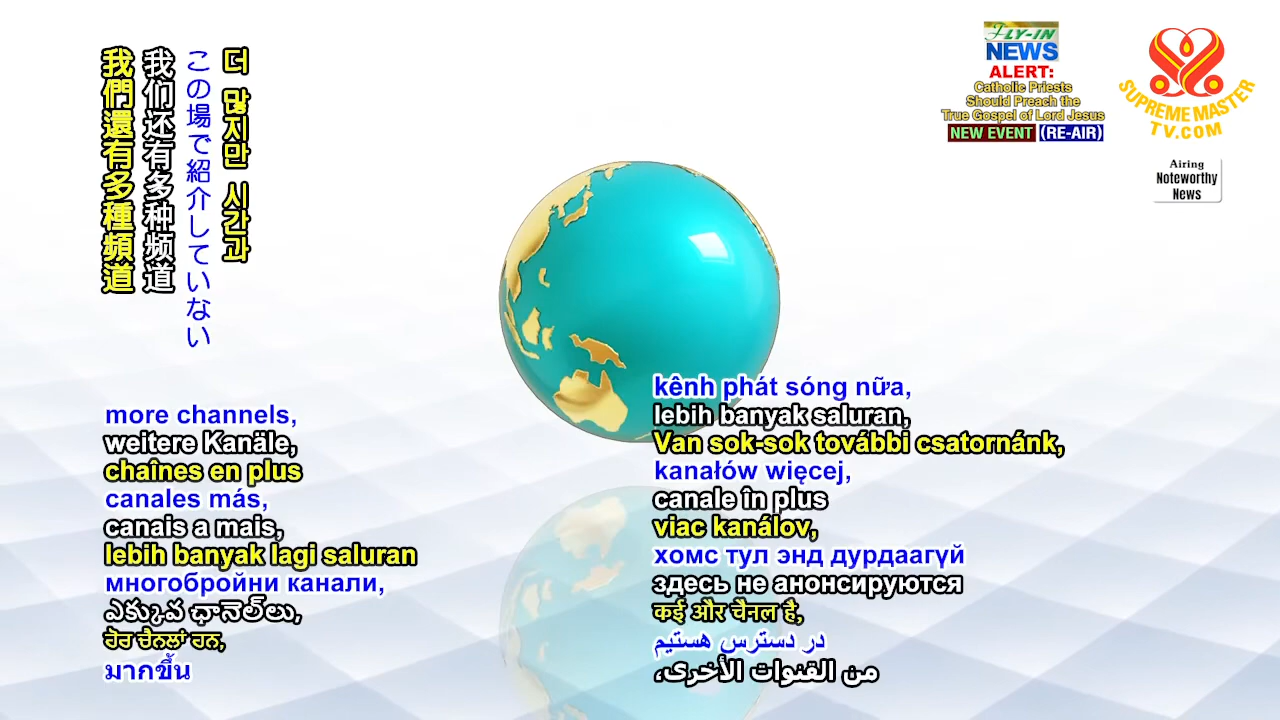 我們還有多種頻道
我们还有多种频道
この場で紹介していない
더 많지만 시간과
FLY-IN
NEWS
ALERT:
Catholic Priests
Should Preach the
True Gospel of Lord Jesus
NEW EVENT (RE-AIR)
SUPREME MASTER
TV.COM
Airing
Noteworthy
News
more channels,
weitere Kanäle,
chaînes en plus
canales más,
canais a mais,
lebih banyak lagi saluran
многобройни канали,
ఎక్కువ ఛానెల్‌లు,
ਹੋਰ ਚੈਨਲਾਂ ਹਨ,
มากขึ้น
kênh phát sóng nữa,
lebih banyak saluran,
Van sok-sok további csatornánk,
kanałów więcej,
canale în plus
viac kanálov,
хомс тул энд дурдаагүй
здесь не анонсируются
कई और चैनल है,
در دسترس هستیم
من القنوات الأخرى،